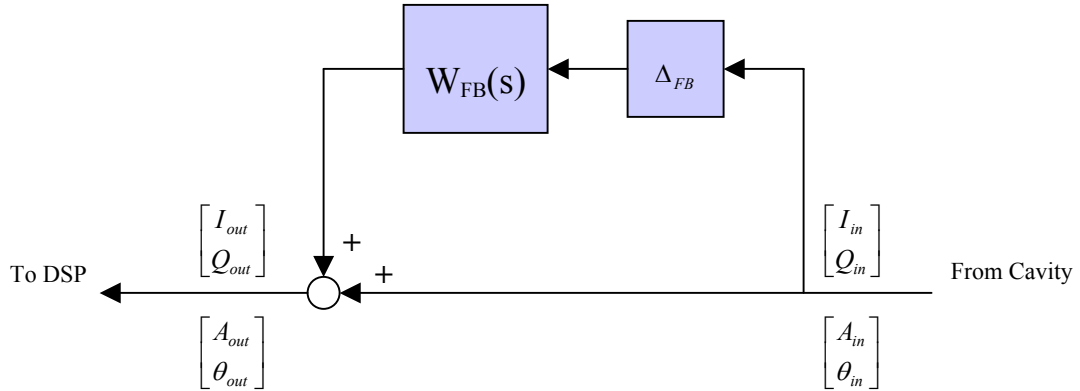 W_FB(s)
Δ_FB
[I_out
Q_out]
[I_in
Q_in]
+
+
To DSP
From Cavity
[A_out
θ_out]
[A_in
θ_in]